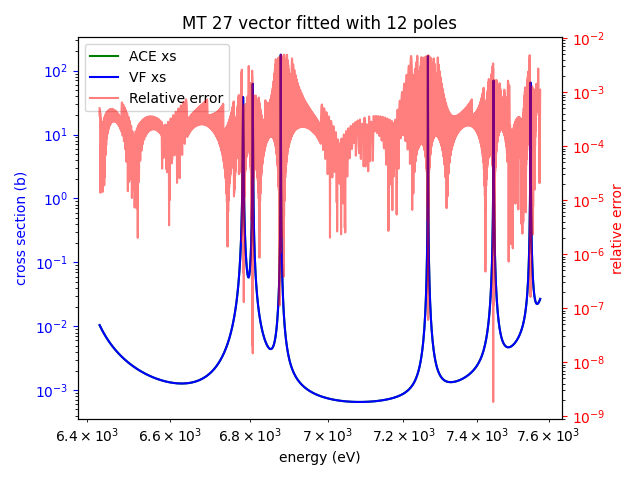 MT 27 vector fitted with 12 poles
ACE xs
VF xs
Relative error
cross section (b)
10²
10¹
10⁰
10⁻¹
10⁻²
10⁻³
10⁻²
10⁻³
10⁻⁴
10⁻⁵
10⁻⁶
10⁻⁷
10⁻⁸
10⁻⁹
relative error
6.4 × 10³ 6.6 × 10³ 6.8 × 10³ 7 × 10³ 7.2 × 10³ 7.4 × 10³ 7.6 × 10³
energy (eV)